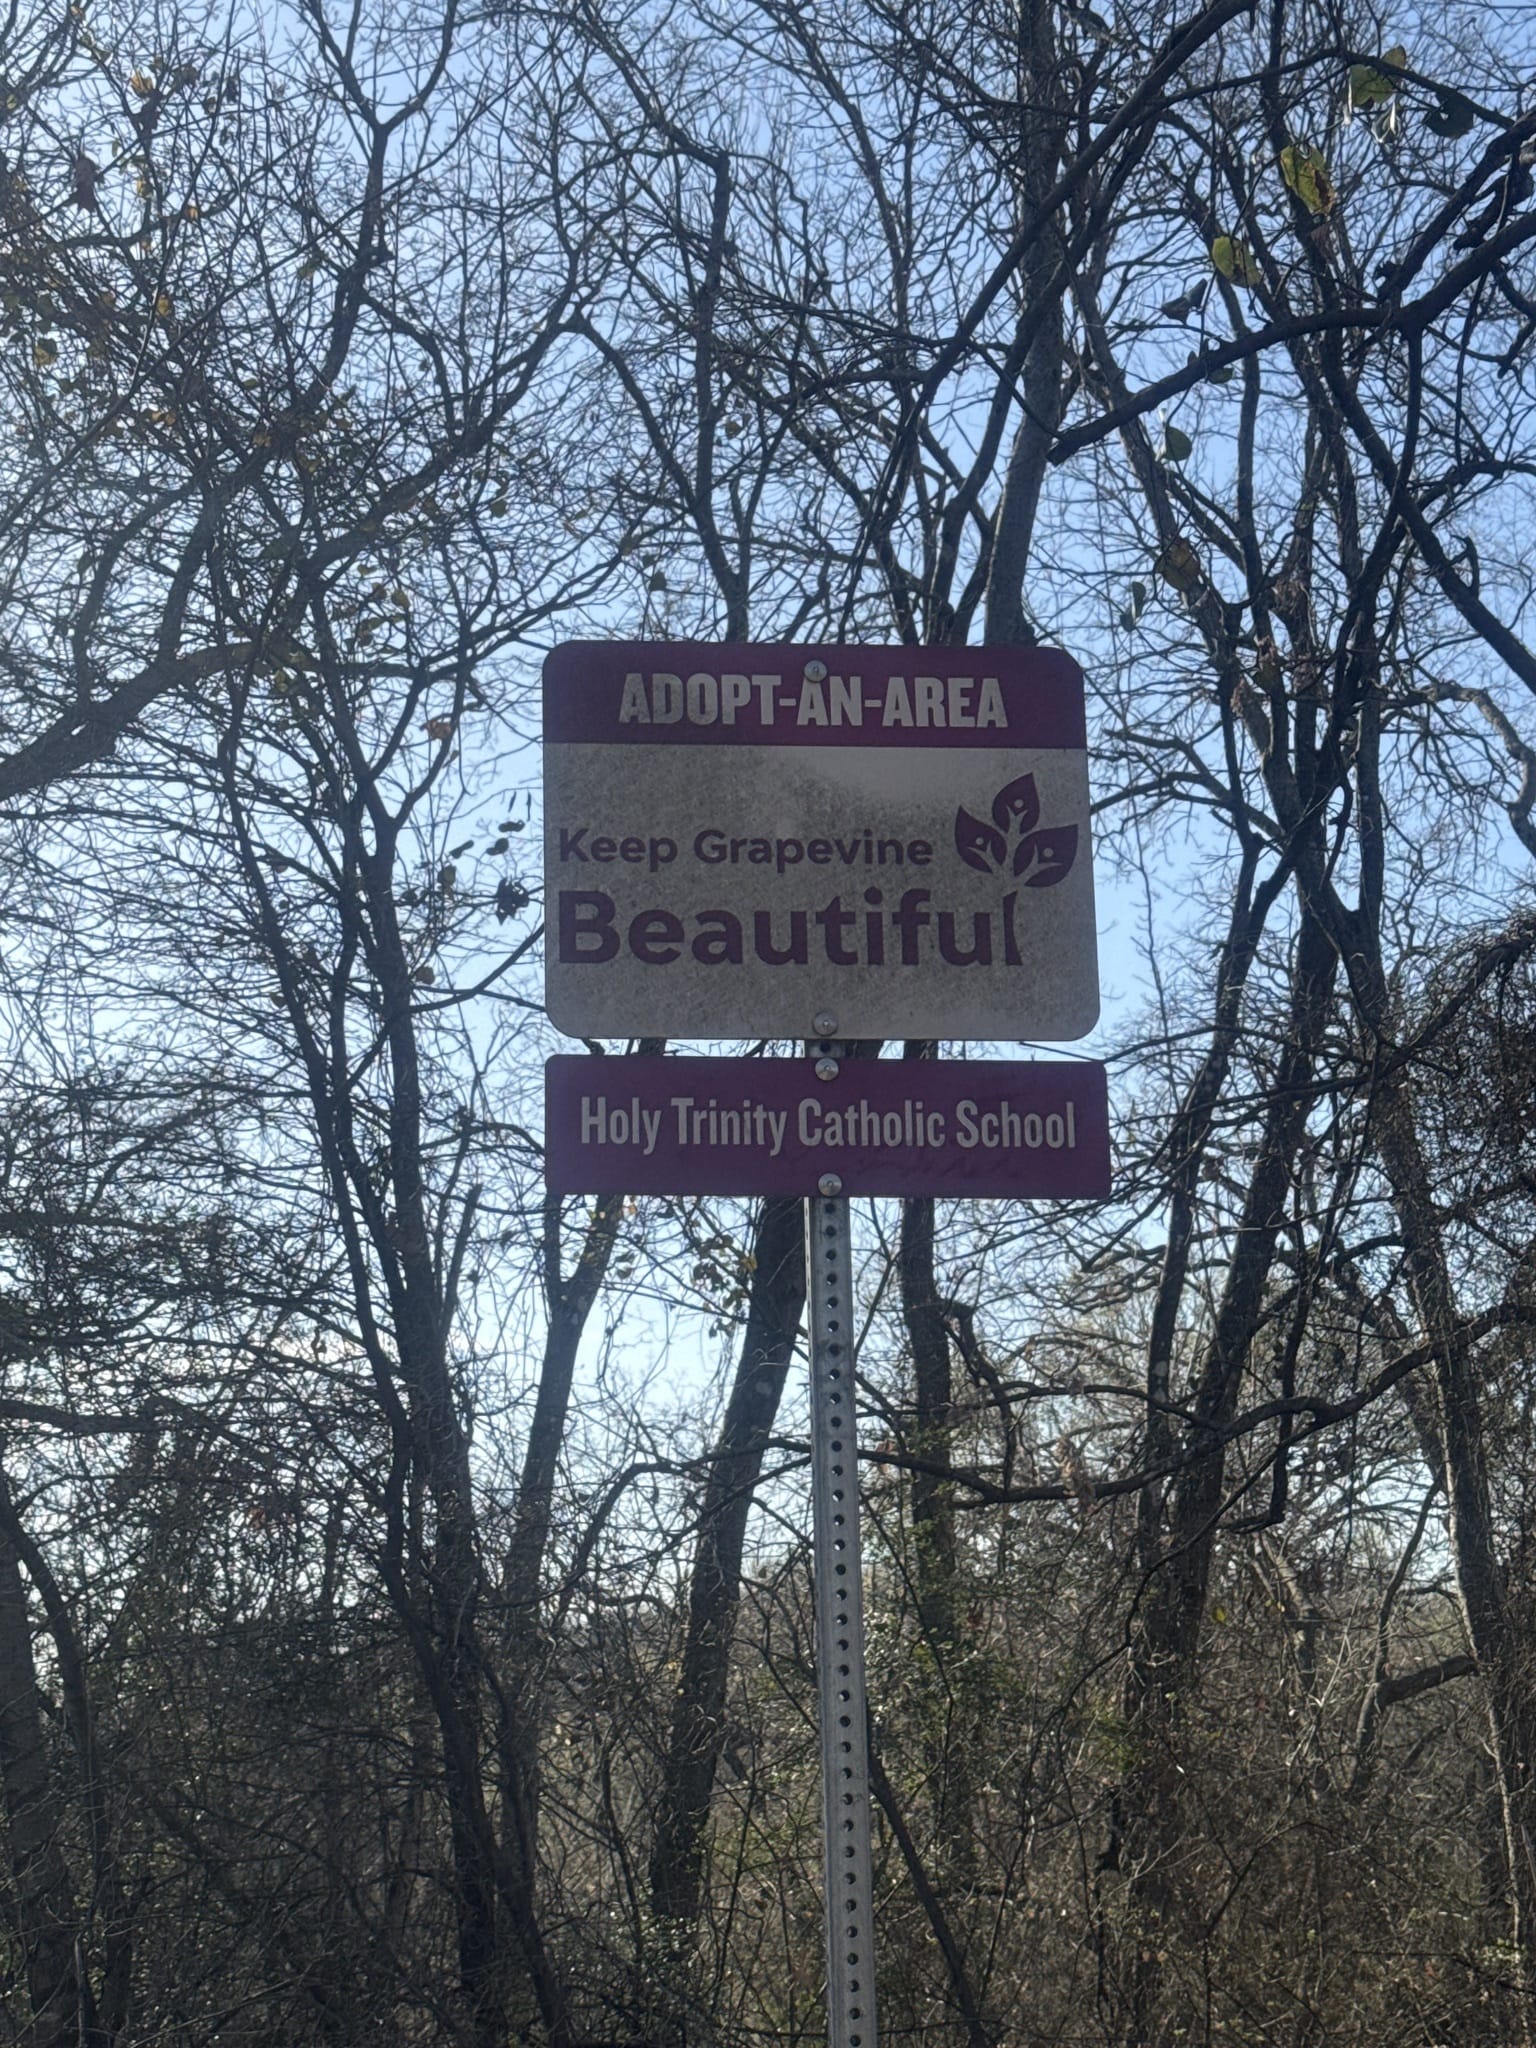 ADOPT-AN-AREA
Keep Grapevine
Beautiful
Holy Trinity Catholic School